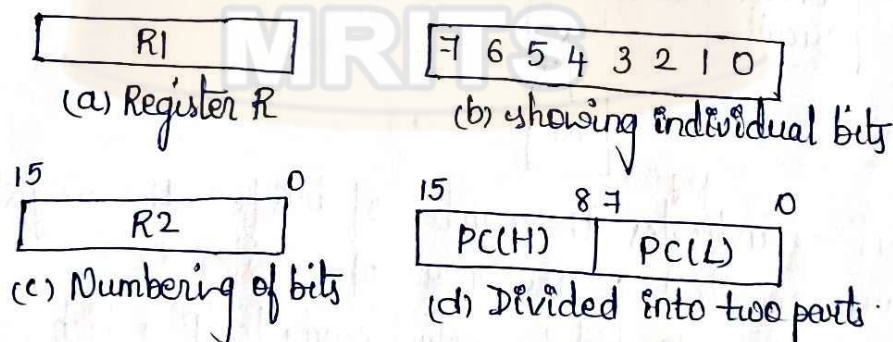 MRITS
R1
7 6 5 4 3 2 1 0
(a) Register R
(b) showing individual bits
15 0
R2
15 8 7 0
PC(H) PC(L)
(c) Numbering of bits
(d) Divided into two parts.